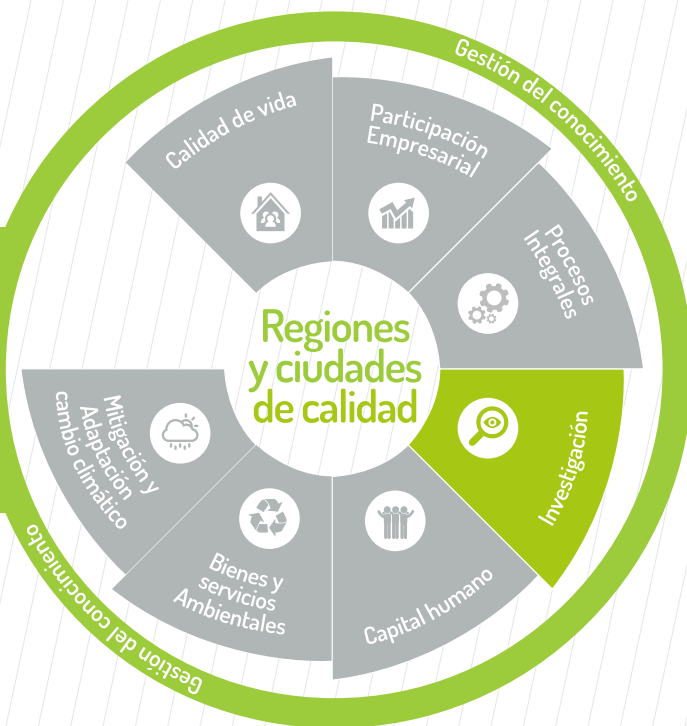 Gestión del conocimiento
Calidad de vida
Participación
Empresarial
Procesos
Integrales
Regiones
y ciudades
de calidad
Investigación
Mitigación y
Adaptación
cambio climático
Bienes y
servicios
Ambientales
Capital humano
Gestión del conocimiento